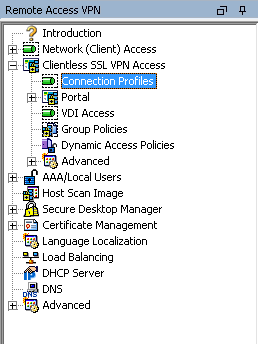 Remote Access VPN
Introduction
Network (Client) Access
Clientless SSL VPN Access
Connection Profiles
Portal
VDI Access
Group Policies
Dynamic Access Policies
Advanced
AAA/Local Users
Host Scan Image
Secure Desktop Manager
Certificate Management
Language Localization
Load Balancing
DHCP Server
DNS DNS
Advanced